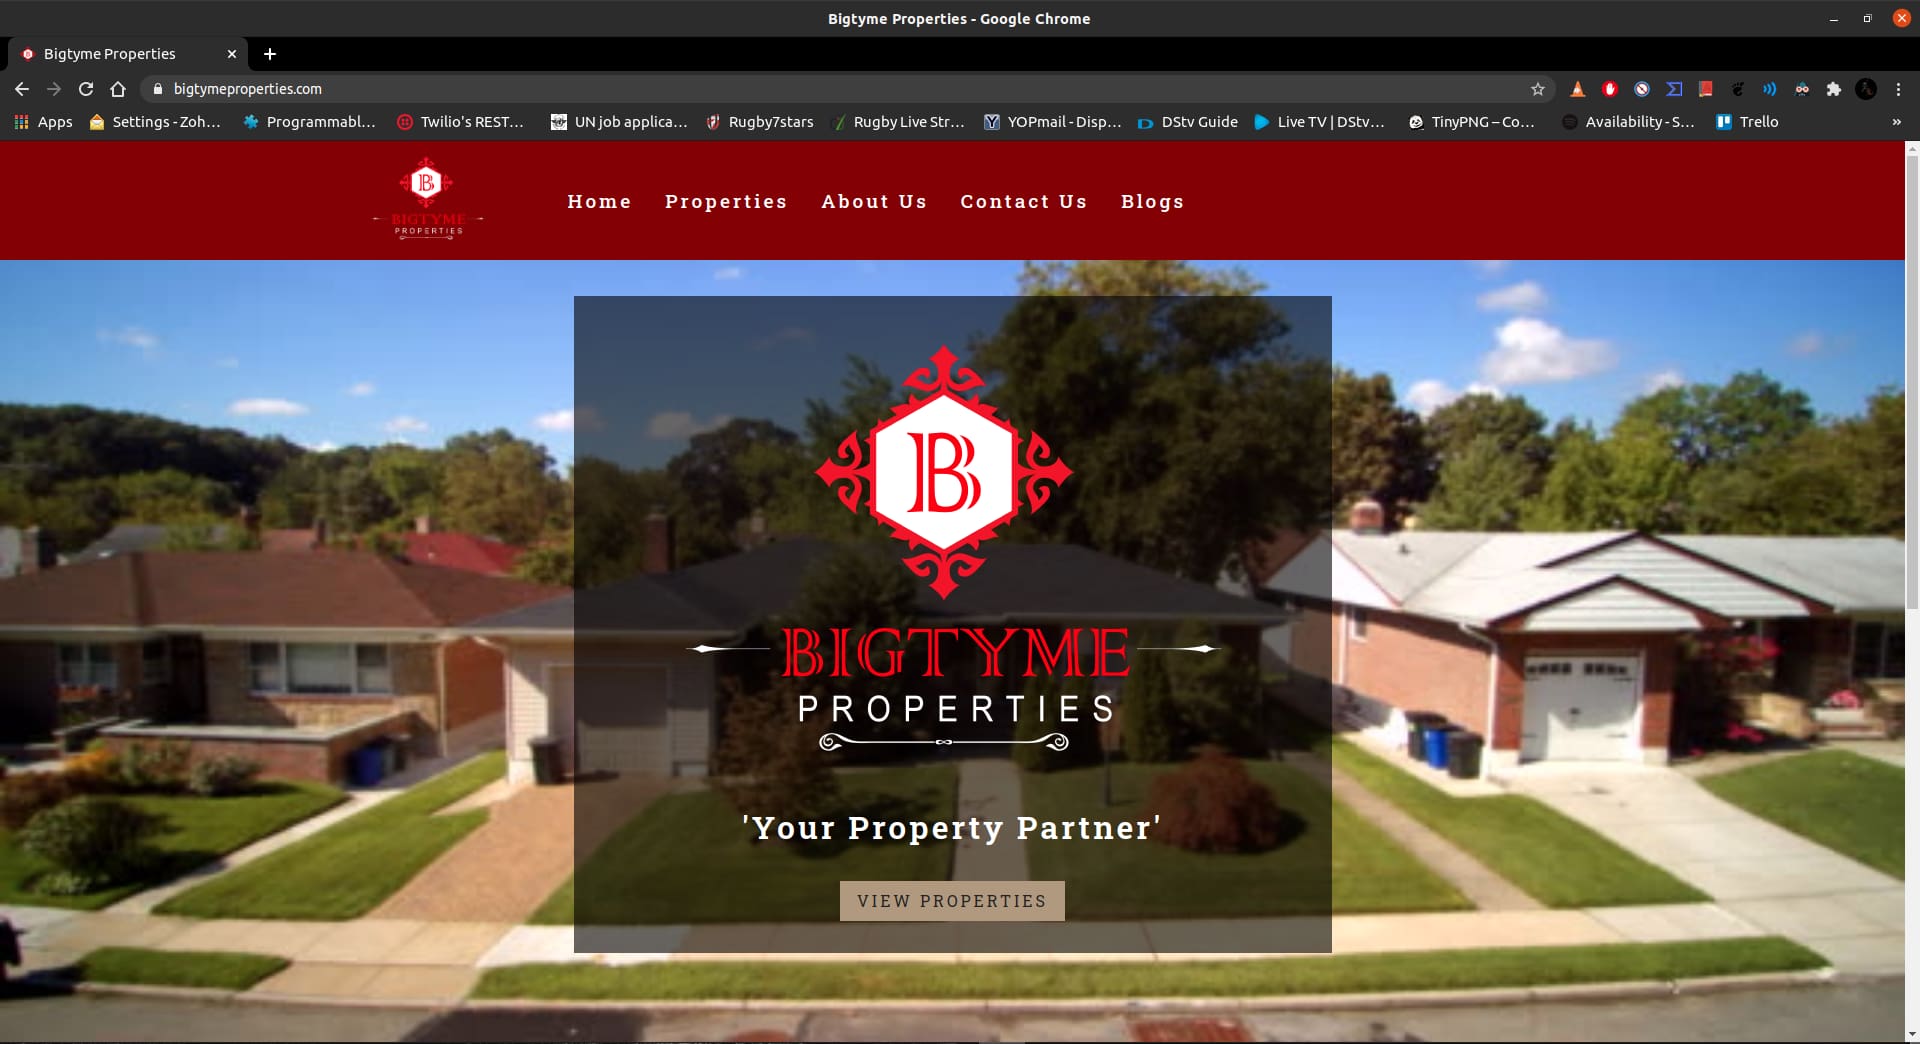 Bigtyme Properties - Google Chrome
Bigtyme Properties
bigtymeproperties.com
Apps Settings - Zoh... Programmabl... Twilio's REST... UN job applica... Rugby7stars Rugby Live Str... YOPmail - Disp... DStv Guide Live TV | DStv... TinyPNG – Co... Availability - S... Trello »
B
BIGTYME
PROPERTIES
Home Properties About Us Contact Us Blogs
B
BIGTYME
PROPERTIES
'Your Property Partner'
VIEW PROPERTIES